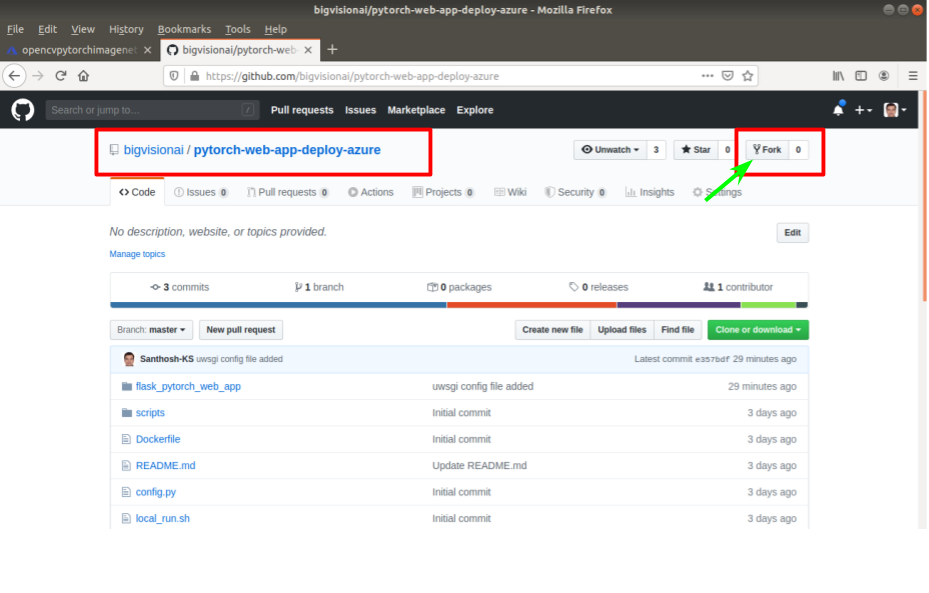 bigvisionai/pytorch-web-app-deploy-azure - Mozilla Firefox
File Edit View History Bookmarks Tools Help
opencvpytorchimagenet bigvisionai/pytorch-web-
https://github.com/bigvisionai/pytorch-web-app-deploy-azure
Search or jump to... / Pull requests Issues Marketplace Explore
bigvisionai / pytorch-web-app-deploy-azure Unwatch 3 Star 0 Fork 0
Code Issues 0 Pull requests 0 Actions Projects 0 Wiki Security 0 Insights Settings
No description, website, or topics provided. Edit
Manage topics
3 commits 1 branch 0 packages 0 releases 1 contributor
Branch: master New pull request Create new file Upload files Find file Clone or download
Santhosh-KS uwsgi config file added Latest commit e357bdf 29 minutes ago
flask_pytorch_web_app uwsgi config file added 29 minutes ago
scripts Initial commit 3 days ago
Dockerfile Initial commit 3 days ago
README.md Update README.md 3 days ago
config.py Initial commit 3 days ago
local_run.sh Initial commit 3 days ago